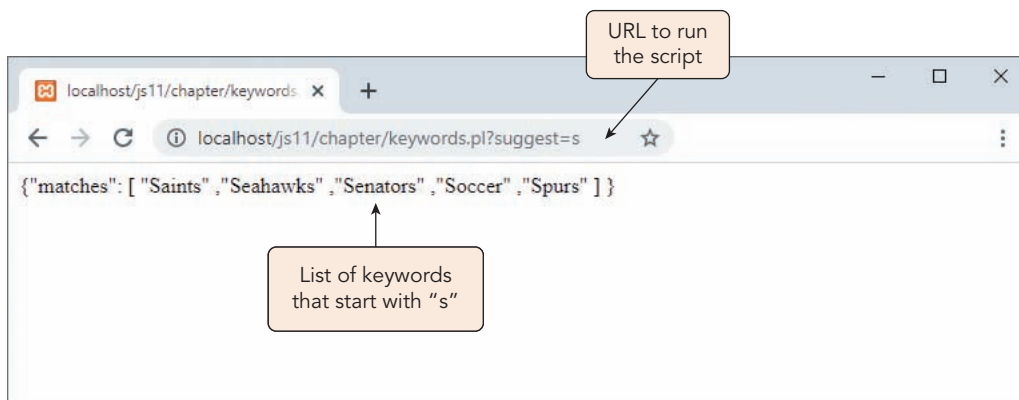 URL to run
the script
localhost/js11/chapter/keywords
localhost/js11/chapter/keywords.pl?suggest=s
{"matches": [ "Saints" ,"Seahawks" ,"Senators" ,"Soccer" ,"Spurs" ] }
List of keywords
that start with “s”